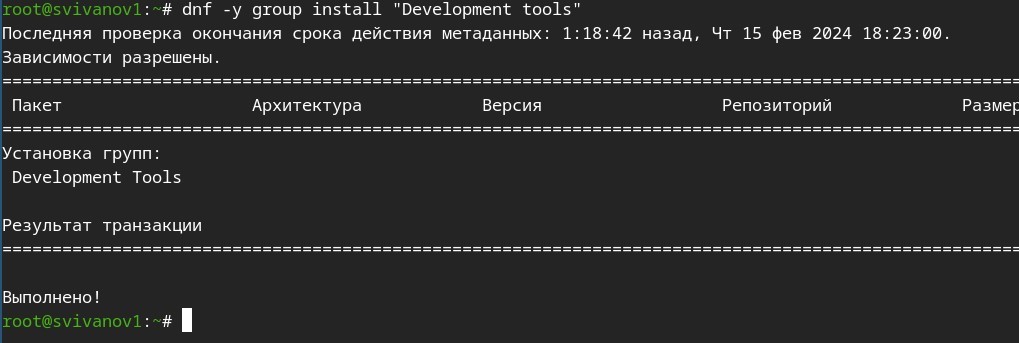 root@svivanov1:~# dnf -y group install "Development tools"
Последняя проверка окончания срока действия метаданных: 1:18:42 назад, Чт 15 фев 2024 18:23:00.
Зависимости разрешены.
================================================================================
Пакет Архитектура Версия Репозиторий Размер
================================================================================
Установка групп:
Development Tools
Результат транзакции
================================================================================
Выполнено!
root@svivanov1:~#